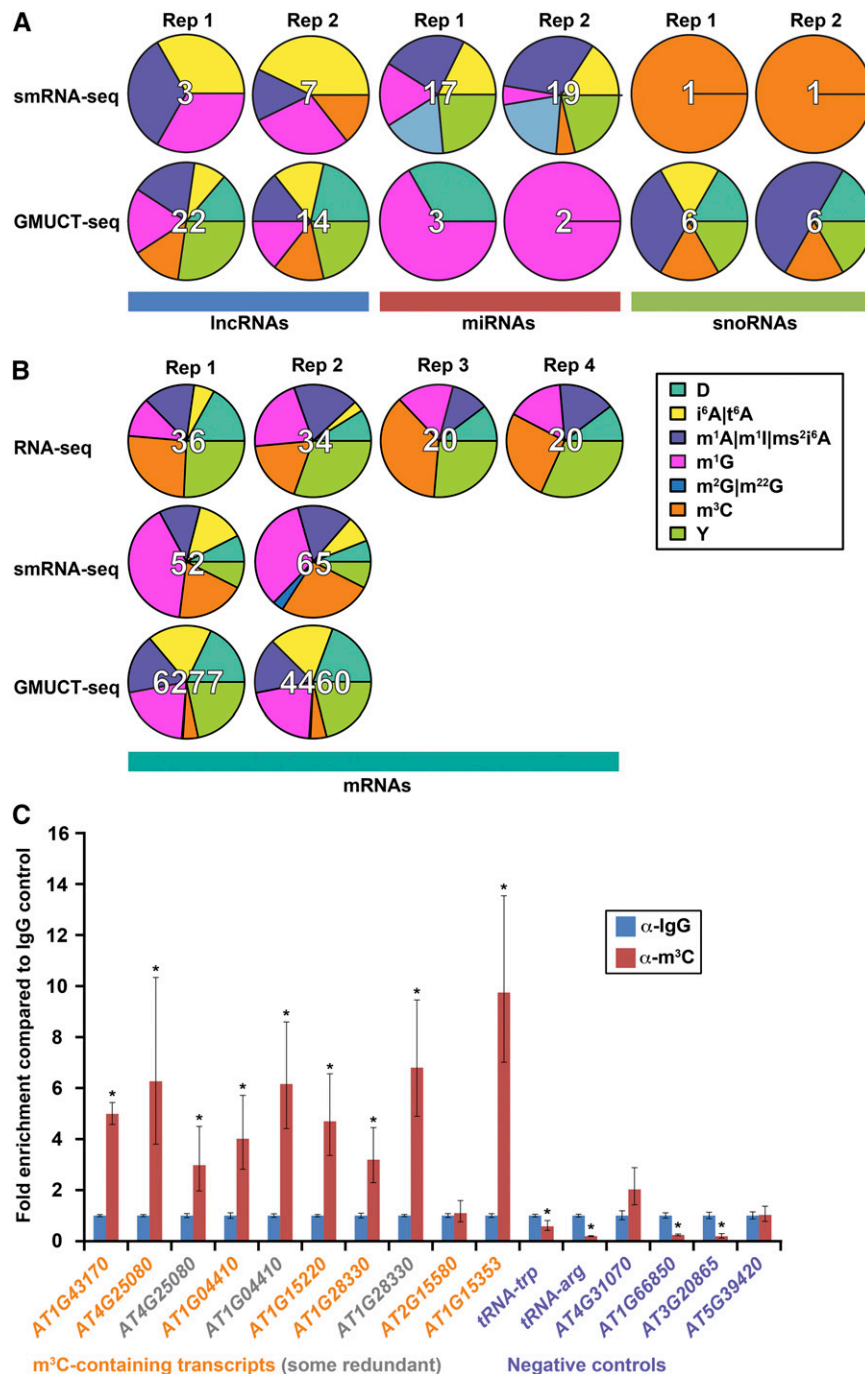 A
Rep 1 Rep 2 Rep 1 Rep 2 Rep 1 Rep 2
smRNA-seq 3 7 17 19 1 1
GMUCT-seq 22 14 3 2 6 6
lncRNAs miRNAs snoRNAs
B
Rep 1 Rep 2 Rep 3 Rep 4
RNA-seq 36 34 20 20
smRNA-seq 52 65
GMUCT-seq 6277 4460
mRNAs
D
i⁶A|t⁶A
m¹A|m¹I|ms²i⁶A
m¹G
m²G|m²²G
m³C
Y
C
Fold enrichment compared to IgG control
16
14
12
10
8
6
4
2
0
α-IgG
α-m³C
* * * * * * * * * * * * *
AT1G43170
AT4G25080
AT4G25080
AT1G04410
AT1G04410
AT1G15220
AT1G28330
AT1G28330
AT2G15580
AT1G15353
tRNA-trp
tRNA-arg
AT4G31070
AT1G66850
AT3G20865
AT5G39420
m³C-containing transcripts (some redundant) Negative controls